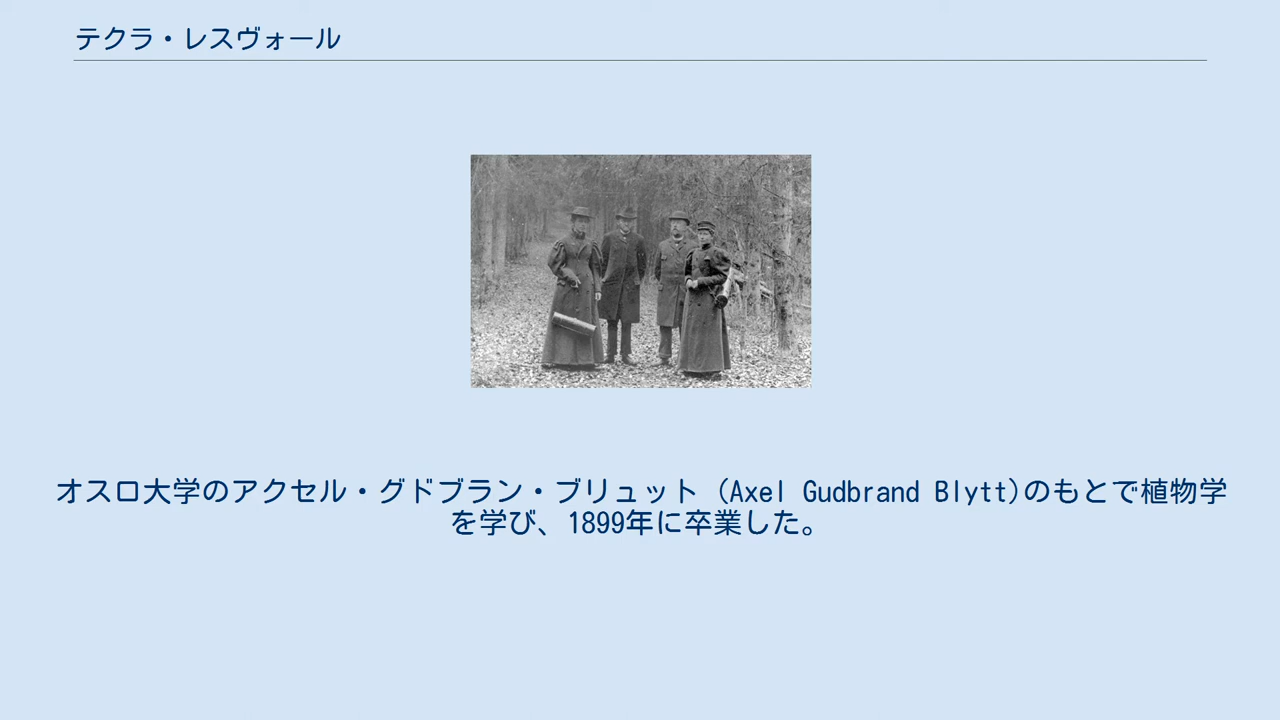 テクラ・レスヴォール
オスロ大学のアクセル・グドブラン・ブリュット (Axel Gudbrand Blytt)のもとで植物学
を学び、1899年に卒業した。